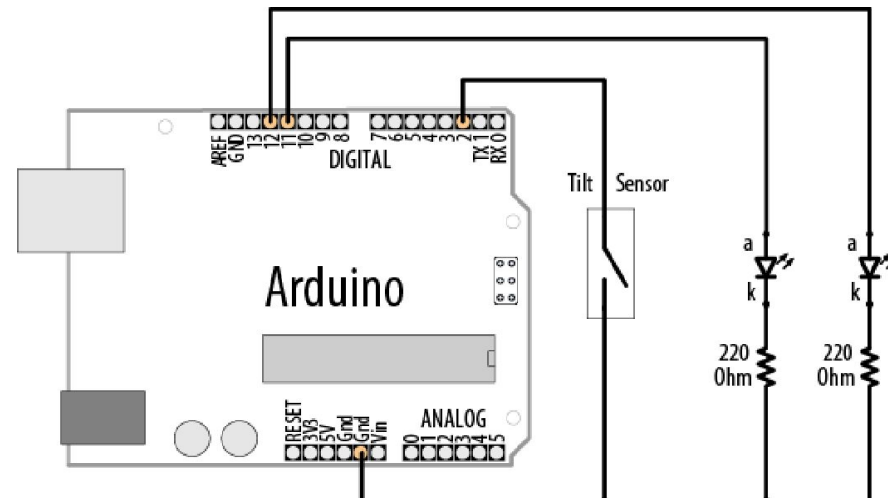 AREF
GND
13
12
11
10
9
8
7
6
5
4
3
2
TX 1
RX 0
DIGITAL
Tilt Sensor
a
a
k
k
Arduino
220
Ohm
220
Ohm
RESET
3V3
5V
Gnd
Gnd
Vin
ANALOG
0
1
2
3
4
5